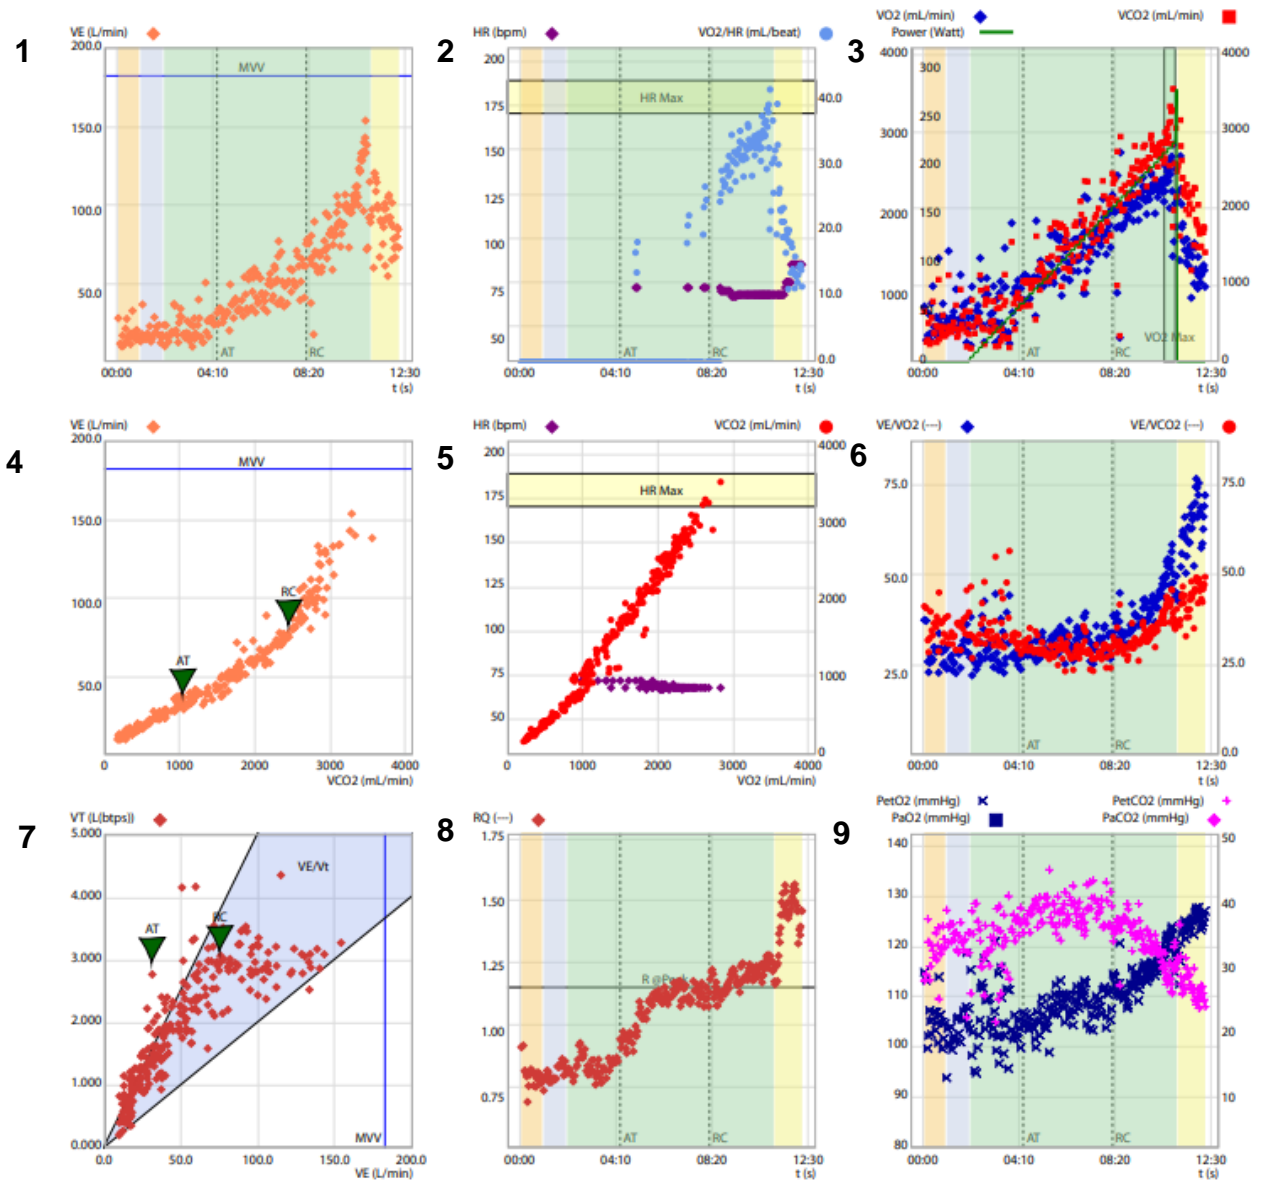 1
VE (L/min)
200.0
MVV
150.0
100.0
50.0
AT
RC
00:00 04:10 08:20 12:30
t (s)
2
HR (bpm) VO2/HR (mL/beat)
200
HR Max
175
40.0
150
30.0
125
20.0
100
75
10.0
50
AT
RC
0.0
00:00 04:10 08:20 12:30
t (s)
3
VO2 (mL/min) VCO2 (mL/min)
Power (Watt)
4000 4000
300
250
3000 3000
200
150
2000 2000
100
1000 1000
VO2 Max
AT
RC
0 0
00:00 04:10 08:20 12:30
t (s)
4
VE (L/min)
200.0
MVV
150.0
RC
100.0
AT
50.0
0 1000 2000 3000 4000
VCO2 (mL/min)
5
HR (bpm) VCO2 (mL/min)
4000
200
HR Max
175
3000
150
125
2000
100
75
1000
50
0
0 1000 2000 3000 4000
VO2 (mL/min)
6
VE/VO2 (---) VE/VCO2 (---)
75.0 75.0
50.0 50.0
25.0 25.0
AT
RC
0.0
00:00 04:10 08:20 12:30
t (s)
7
VT (L(btps))
5.000
VE/Vt
4.000
AT
RC
3.000
2.000
1.000
MVV
0.000
0.0 50.0 100.0 150.0 200.0
VE (L/min)
8
RQ (---)
1.75
1.50
1.25
R @Peak
1.00
0.75
AT
RC
00:00 04:10 08:20 12:30
t (s)
9
PetO2 (mmHg) PetCO2 (mmHg)
PaO2 (mmHg) PaCO2 (mmHg)
140 50
130
40
120
30
110
20
100
90 10
AT
RC
80
00:00 04:10 08:20 12:30
t (s)